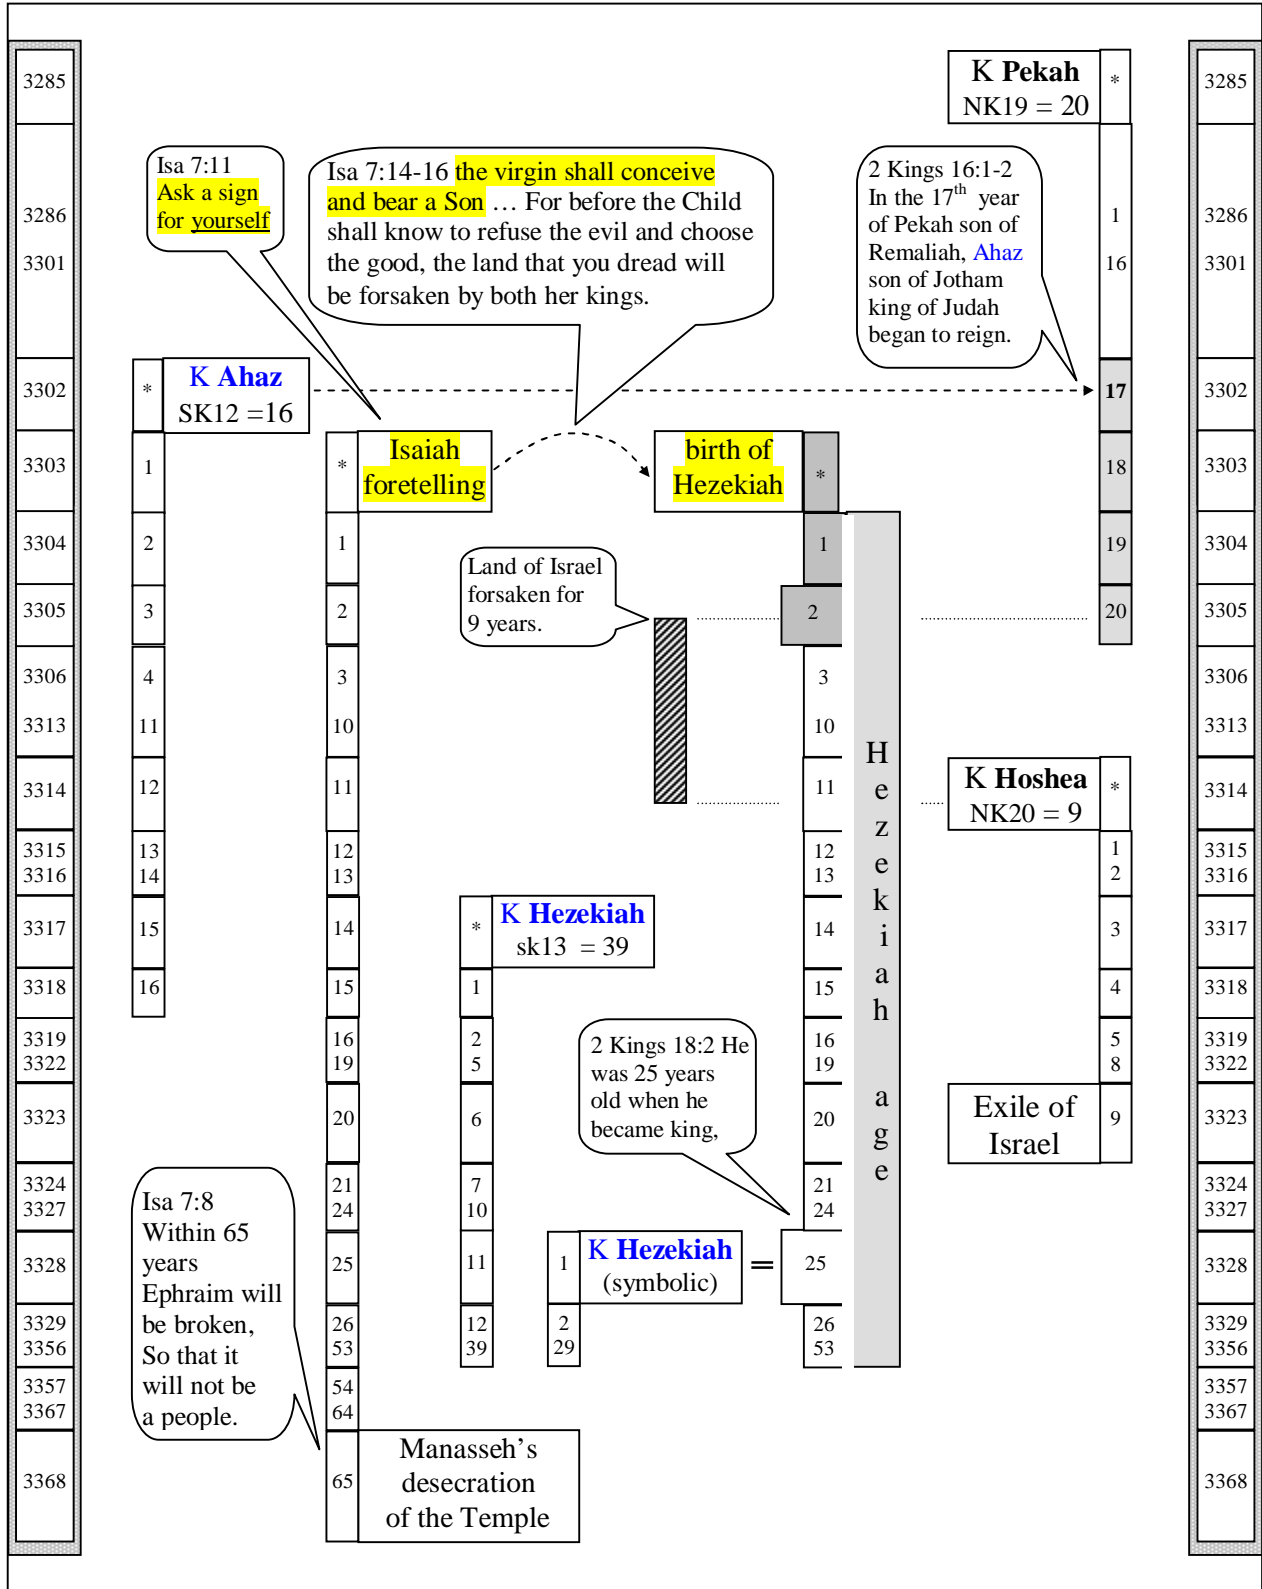 3285
K Pekah
NK19 = 20
*
3285
Isa 7:11
Ask a sign
for yourself
Isa 7:14-16 the virgin shall conceive
and bear a Son … For before the Child
shall know to refuse the evil and choose
the good, the land that you dread will
be forsaken by both her kings.
2 Kings 16:1-2
In the 17th year
of Pekah son of
Remaliah, Ahaz
son of Jotham
king of Judah
began to reign.
3286 1 3286
3301 16 3301
3302
*
K Ahaz
SK12 =16
17
3302
3303
1
*
Isaiah
foretelling
birth of
Hezekiah
*
18
3303
3304 2 1 1 19 3304
Land of Israel
forsaken for
9 years.
3305 3 2 2 20 3305
3306 4 3 3 3306
3313 11 10 10 3313
Hezekiah age
3314 12 11 11
K Hoshea
NK20 = 9
*
3314
3315 13 12 12 1 3315
3316 14 13 13 2 3316
3317 15 14
*
K Hezekiah
sk13 = 39
14 3 3317
3318 16 15 1 15 4 3318
3319 16 2 16 5 3319
3322 19 5 19 8 3322
2 Kings 18:2 He
was 25 years
old when he
became king,
3323 20 6 20
Exile of
Israel
9 3323
3324 21 7 21 3324
3327 24 10 24 3327
Isa 7:8
Within 65
years
Ephraim will
be broken,
So that it
will not be
a people.
3328 25 11 1
K Hezekiah
(symbolic)
= 25 3328
3329 26 12 2 26 3329
3356 53 39 29 53 3356
3357 54 3357
3367 64 3367
3368 65
Manasseh’s
desecration
of the Temple
3368